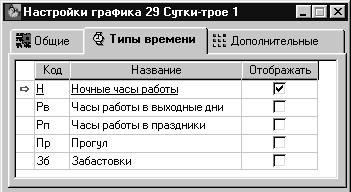 Настройки графика 29 Сутки-трое 1
Общие Типы времени Дополнительные
Код Название Отображать
Н Ночные часы работы
Рв Часы работы в выходные дни
Рп Часы работы в праздники
Пр Прогул
Зб Забастовки